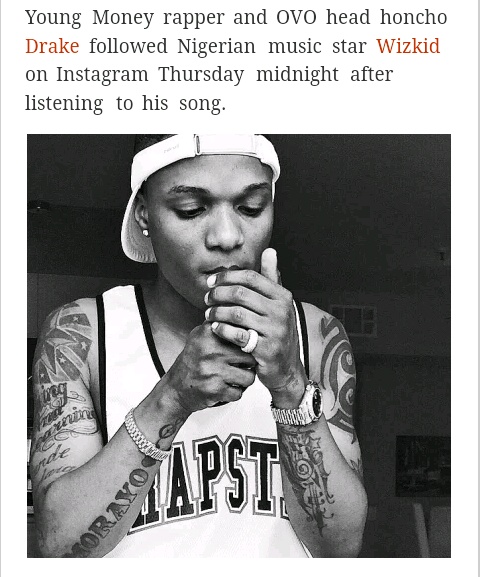 Young Money rapper and OVO head honcho
Drake followed Nigerian music star Wizkid
on Instagram Thursday midnight after
listening to his song.
TRAPST
MORAYO